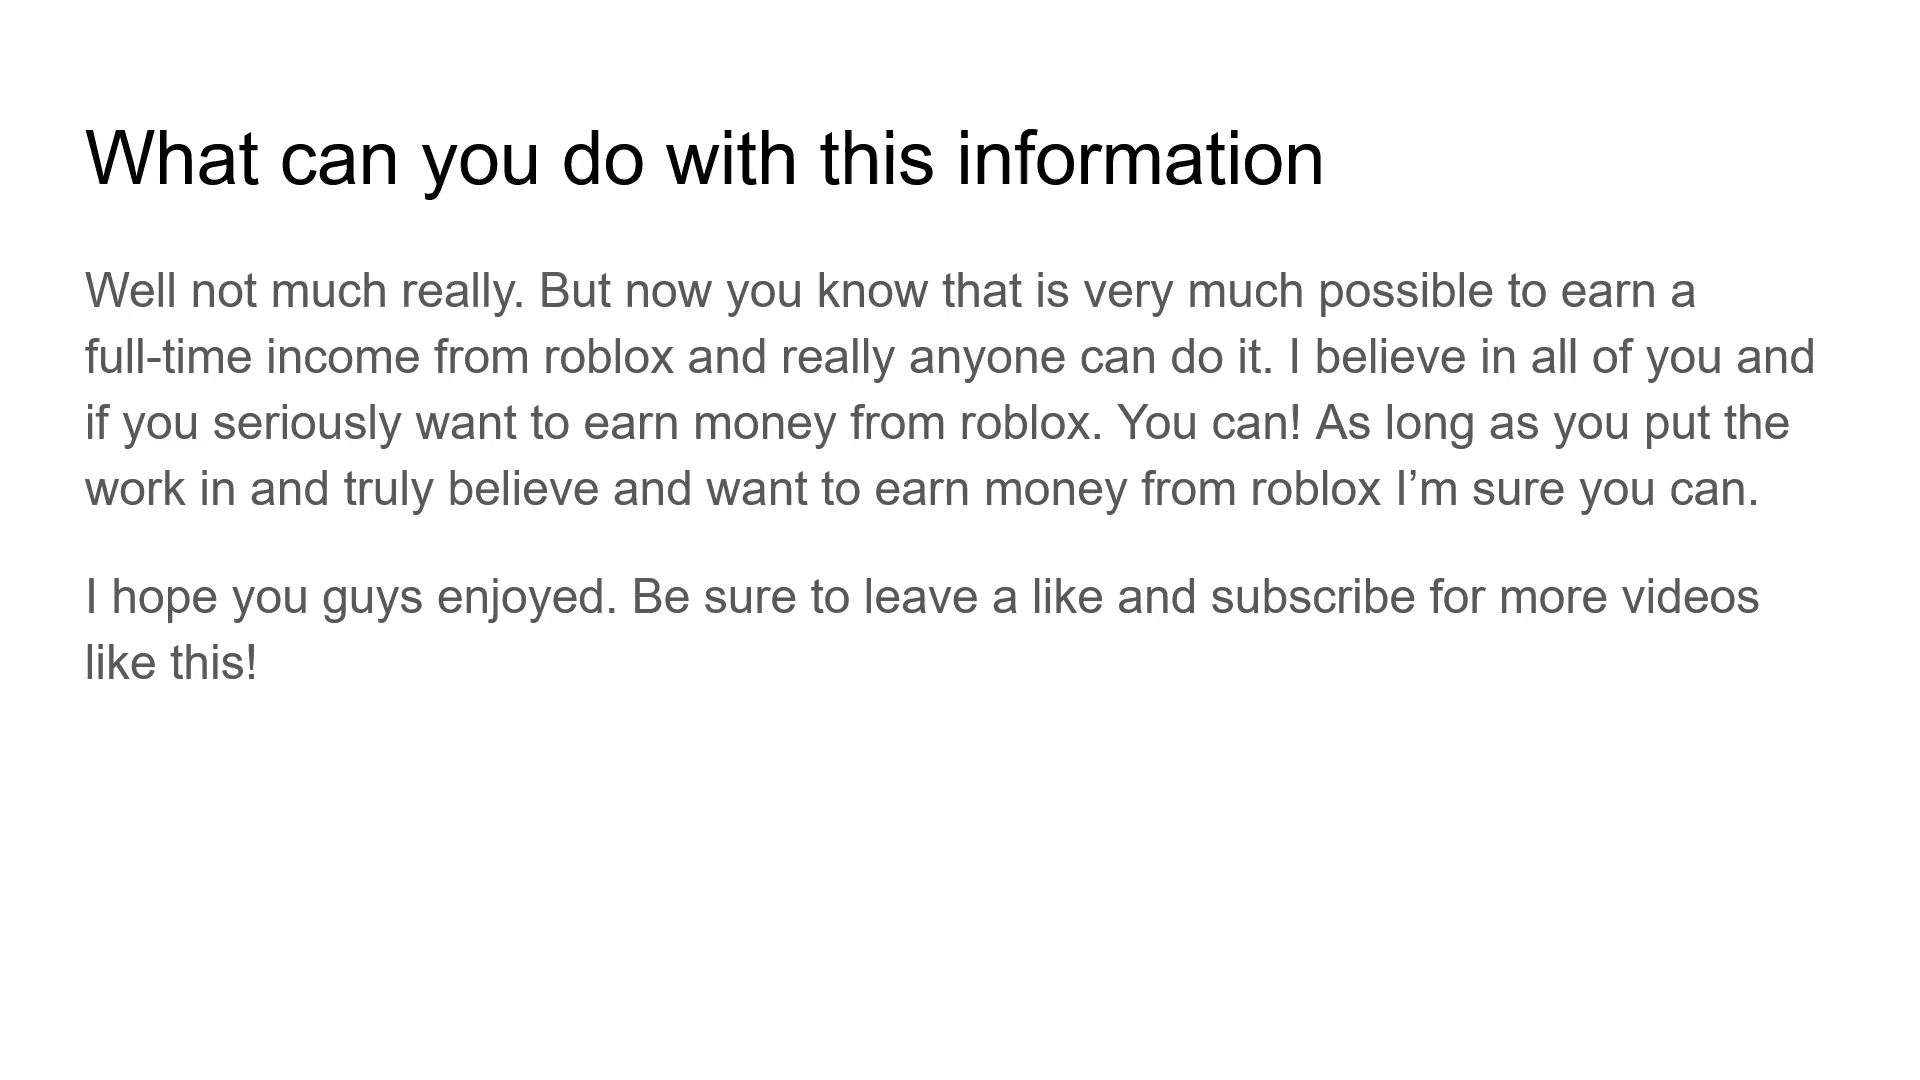 What can you do with this information
Well not much really. But now you know that is very much possible to earn a
full-time income from roblox and really anyone can do it. I believe in all of you and
if you seriously want to earn money from roblox. You can! As long as you put the
work in and truly believe and want to earn money from roblox I’m sure you can.
I hope you guys enjoyed. Be sure to leave a like and subscribe for more videos
like this!